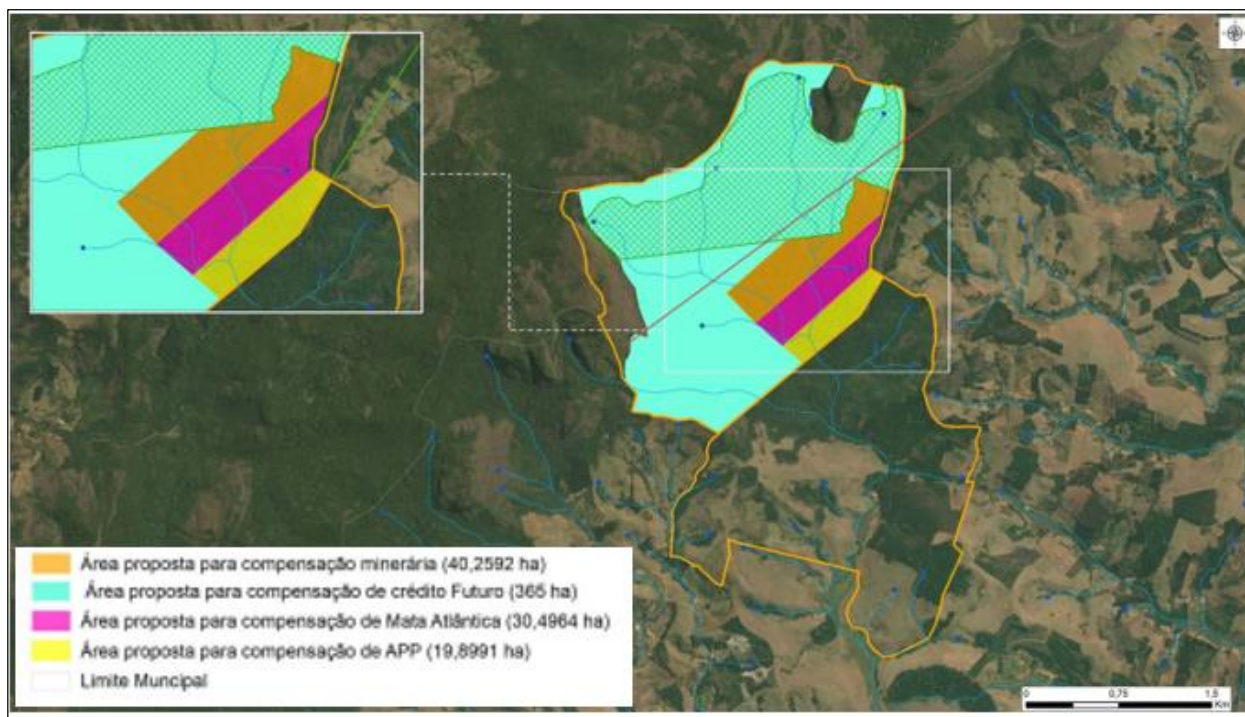 Área proposta para compensação minerária (40,2592 ha)
Área proposta para compensação de crédito Futuro (365 ha)
Área proposta para compensação de Mata Atlântica (30,4964 ha)
Área proposta para compensação de APP (19,8991 ha)
Limite Muncipal
0 0,75 1,5
Km